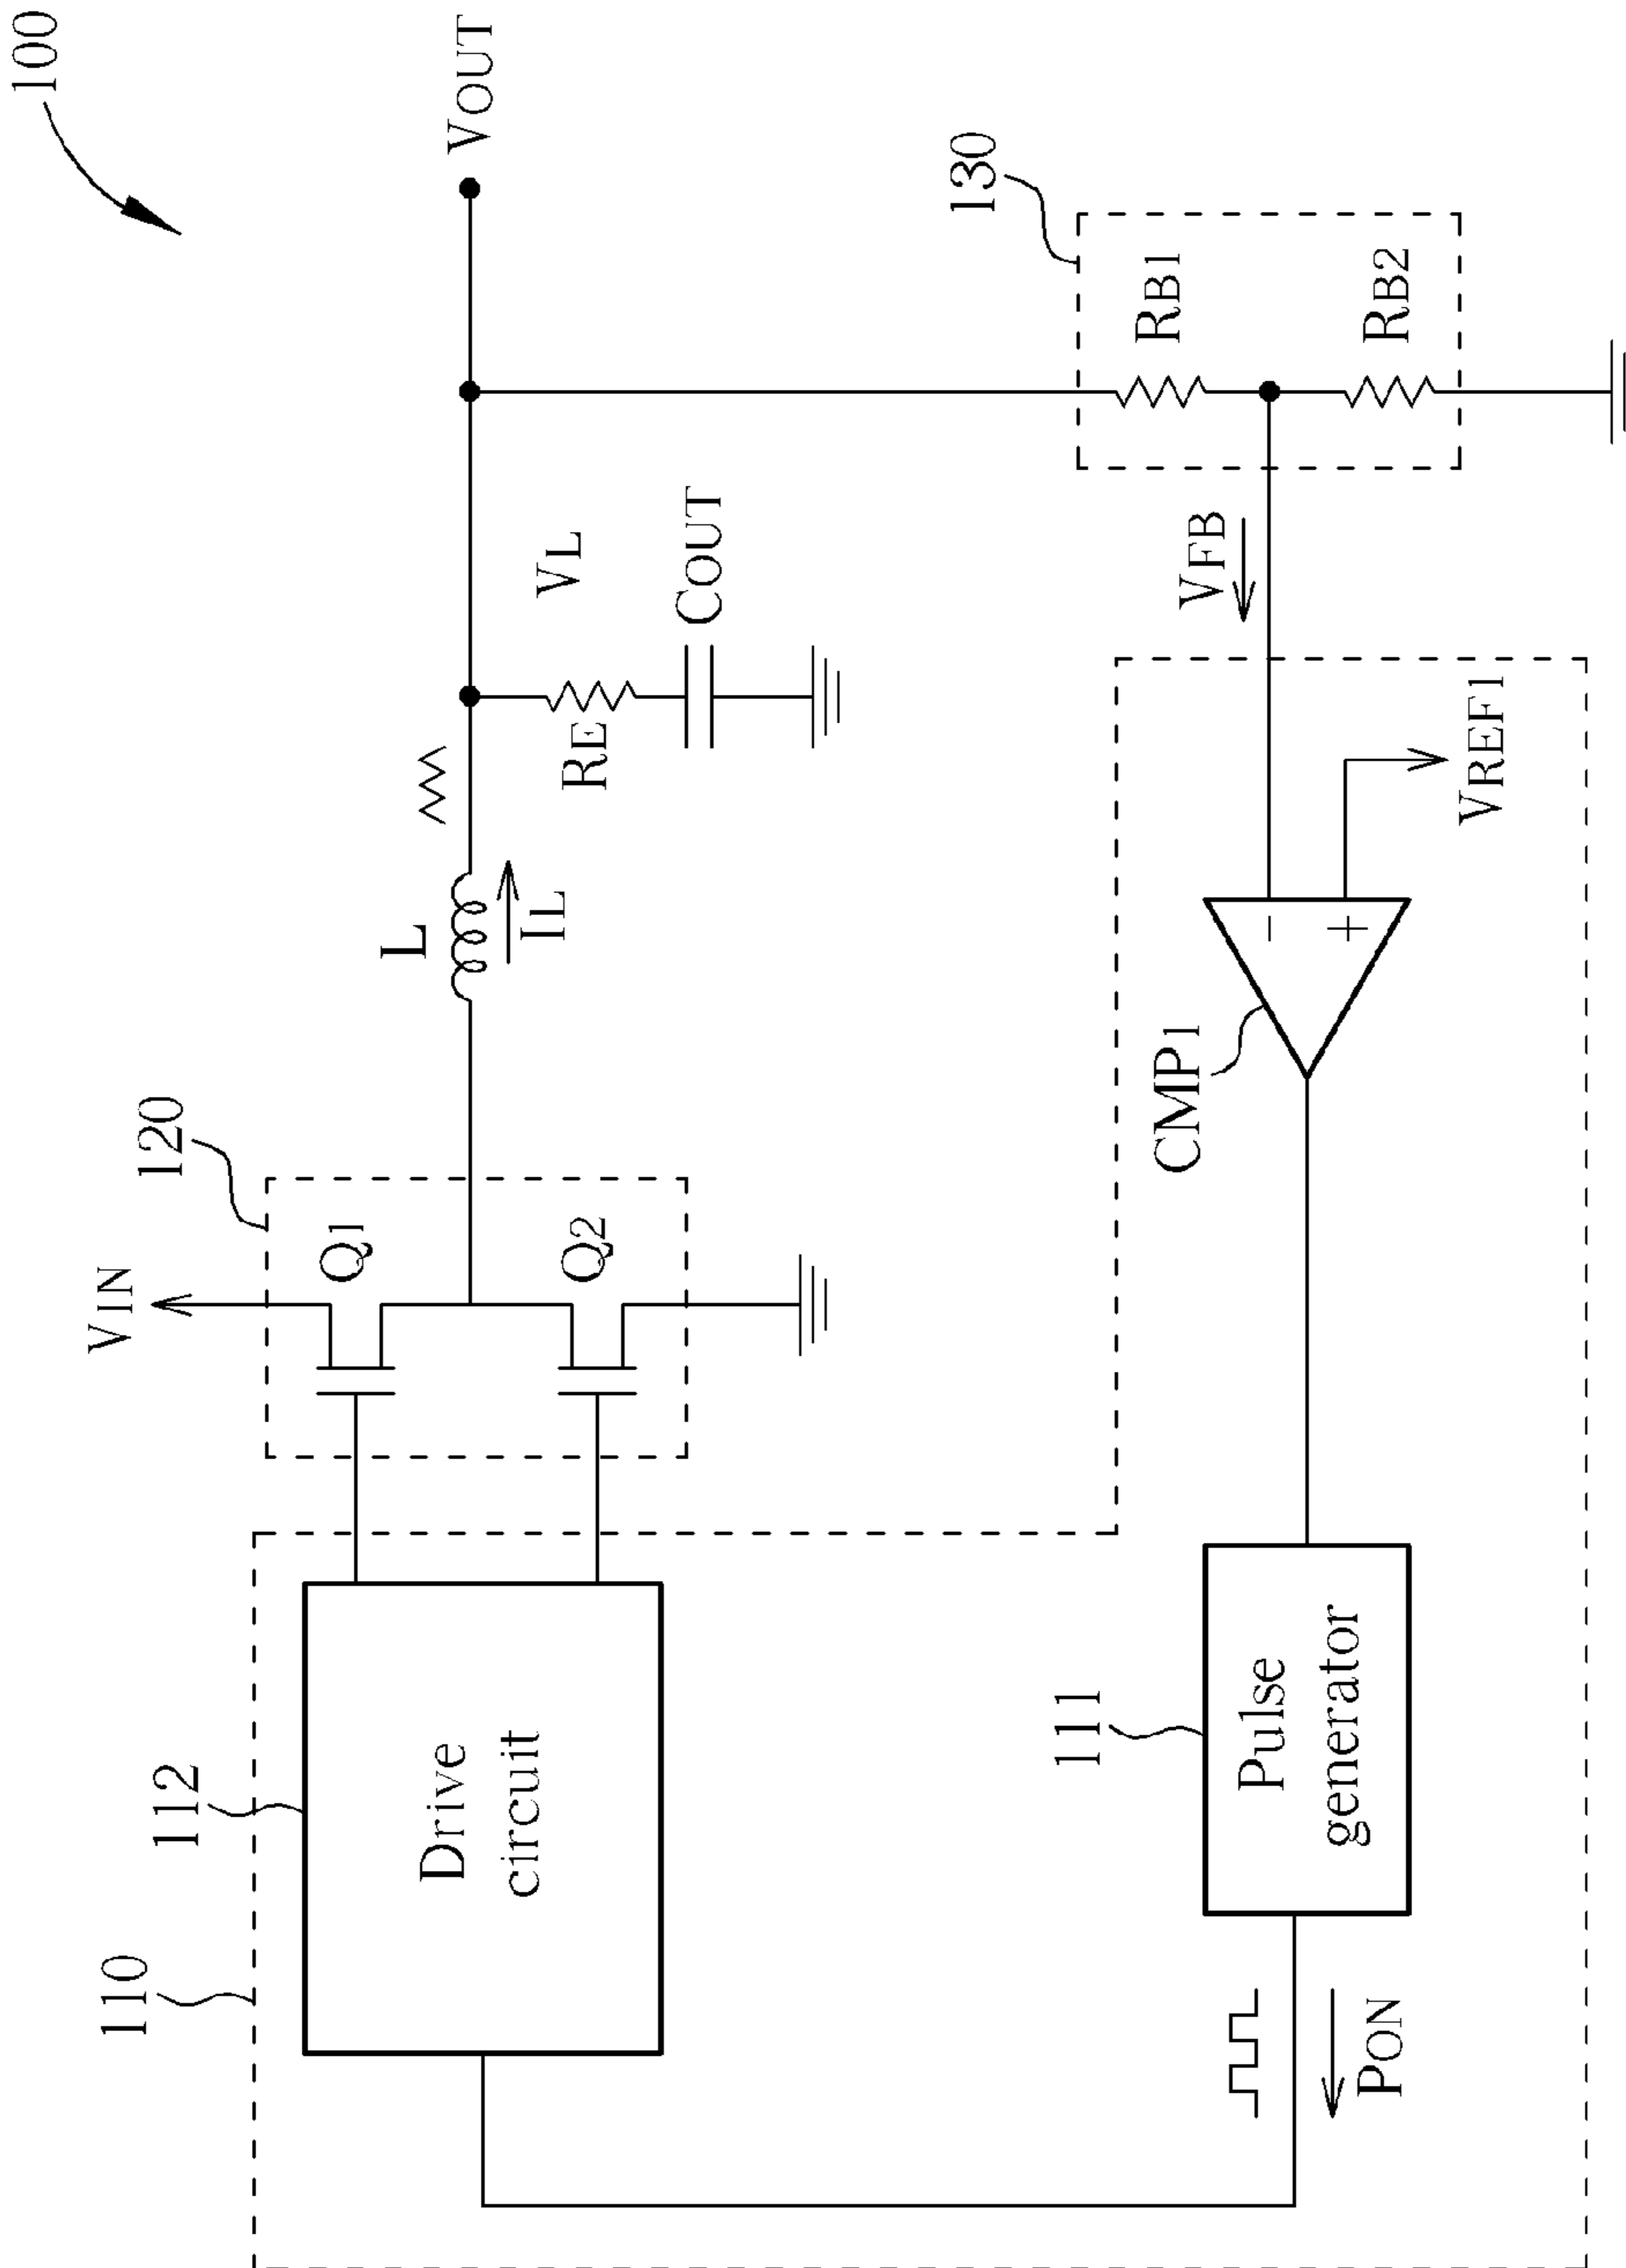 100
VIN
120
Q1
Q2
L
IL
VL
RE
COUT
VOUT
110
112
Drive
circuit
130
RB1
RB2
VFB
CMP1
-
+
VREF1
111
Pulse
generator
PON